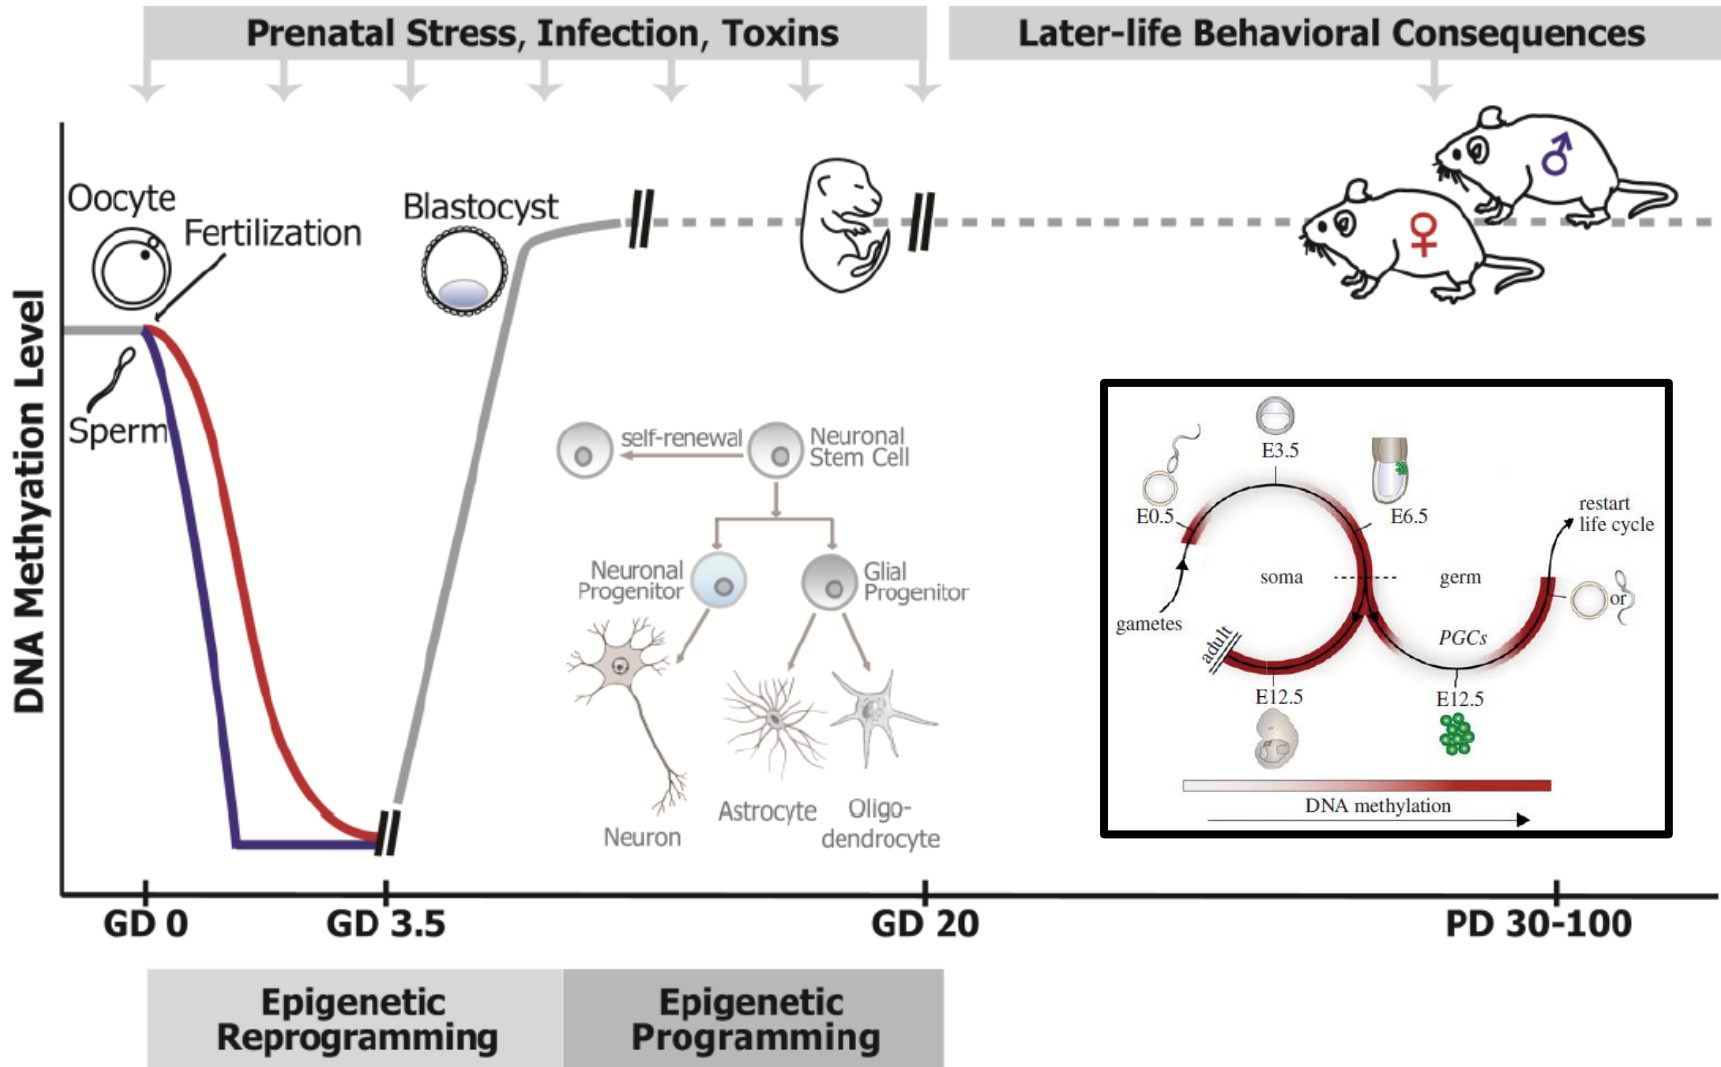 Prenatal Stress, Infection, Toxins
Later-life Behavioral Consequences
DNA Methyation Level
Oocyte
Fertilization
Sperm
Blastocyst
♂
♀
self-renewal
Neuronal
Stem Cell
Neuronal
Progenitor
Glial
Progenitor
Neuron
Astrocyte
Oligo-
dendrocyte
E3.5
E0.5
E6.5
restart
life cycle
soma
germ
gametes
PGCs
or
adult
E12.5
E12.5
DNA methylation
GD 0
GD 3.5
GD 20
PD 30-100
Epigenetic
Reprogramming
Epigenetic
Programming